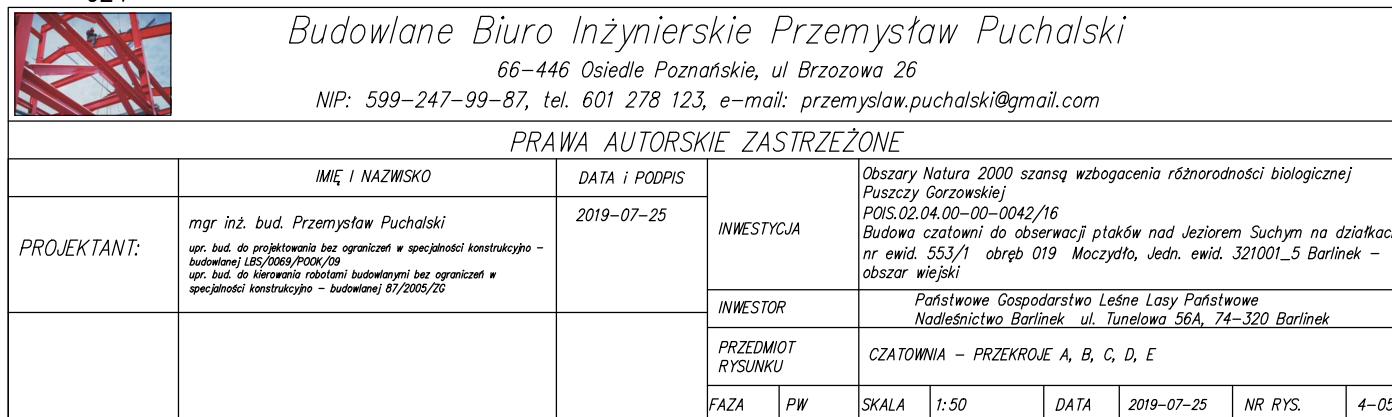 Budowlane Biuro Inżynierskie Przemysław Puchalski
66-446 Osiedle Poznańskie, ul Brzozowa 26
NIP: 599-247-99-87, tel. 601 278 123, e-mail: przemyslaw.puchalski@gmail.com
PRAWA AUTORSKIE ZASTRZEŻONE
IMIĘ I NAZWISKO
DATA i PODPIS
PROJEKTANT:
mgr inż. bud. Przemysław Puchalski
upr. bud. do projektowania bez ograniczeń w specjalności konstrukcyjno -
budowlanej LBS/0069/POOK/09
upr. bud. do kierowania robotami budowlanymi bez ograniczeń w
specjalności konstrukcyjno - budowlanej 87/2005/ZG
2019-07-25
INWESTYCJA
Obszary Natura 2000 szansą wzbogacenia różnorodności biologicznej
Puszczy Gorzowskiej
POIS.02.04.00-00-0042/16
Budowa czatowni do obserwacji ptaków nad Jeziorem Suchym na działkach
nr ewid. 553/1 obręb 019 Moczydło, Jedn. ewid. 321001_5 Barlinek -
obszar wiejski
INWESTOR
Państwowe Gospodarstwo Leśne Lasy Państwowe
Nadleśnictwo Barlinek ul. Tunelowa 56A, 74-320 Barlinek
PRZEDMIOT
RYSUNKU
CZATOWNIA - PRZEKROJE A, B, C, D, E
FAZA PW SKALA 1:50 DATA 2019-07-25 NR RYS. 4-05